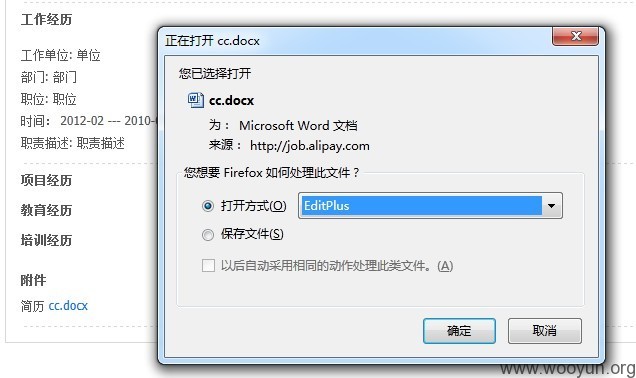 工作经历
工作单位: 单位
部门: 部门
职位: 职位
时间： 2012-02 --- 2010-0
职责描述: 职责描述
项目经历
教育经历
培训经历
附件
简历 cc.docx
正在打开 cc.docx
您已选择打开
cc.docx
为： Microsoft Word 文档
来源： http://job.alipay.com
您想要 Firefox 如何处理此文件？
打开方式(O) EditPlus
保存文件(S)
以后自动采用相同的动作处理此类文件。(A)
确定 取消
www.wooyun.org